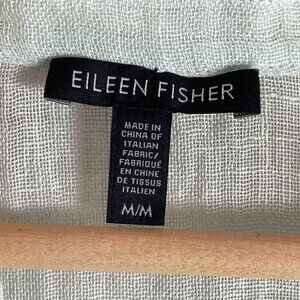 EILEEN FISHER
MADE IN
CHINA OF
ITALIAN
FABRIC/
FABRIQUÉ
EN CHINE
DE TISSUS
ITALIEN
M/M